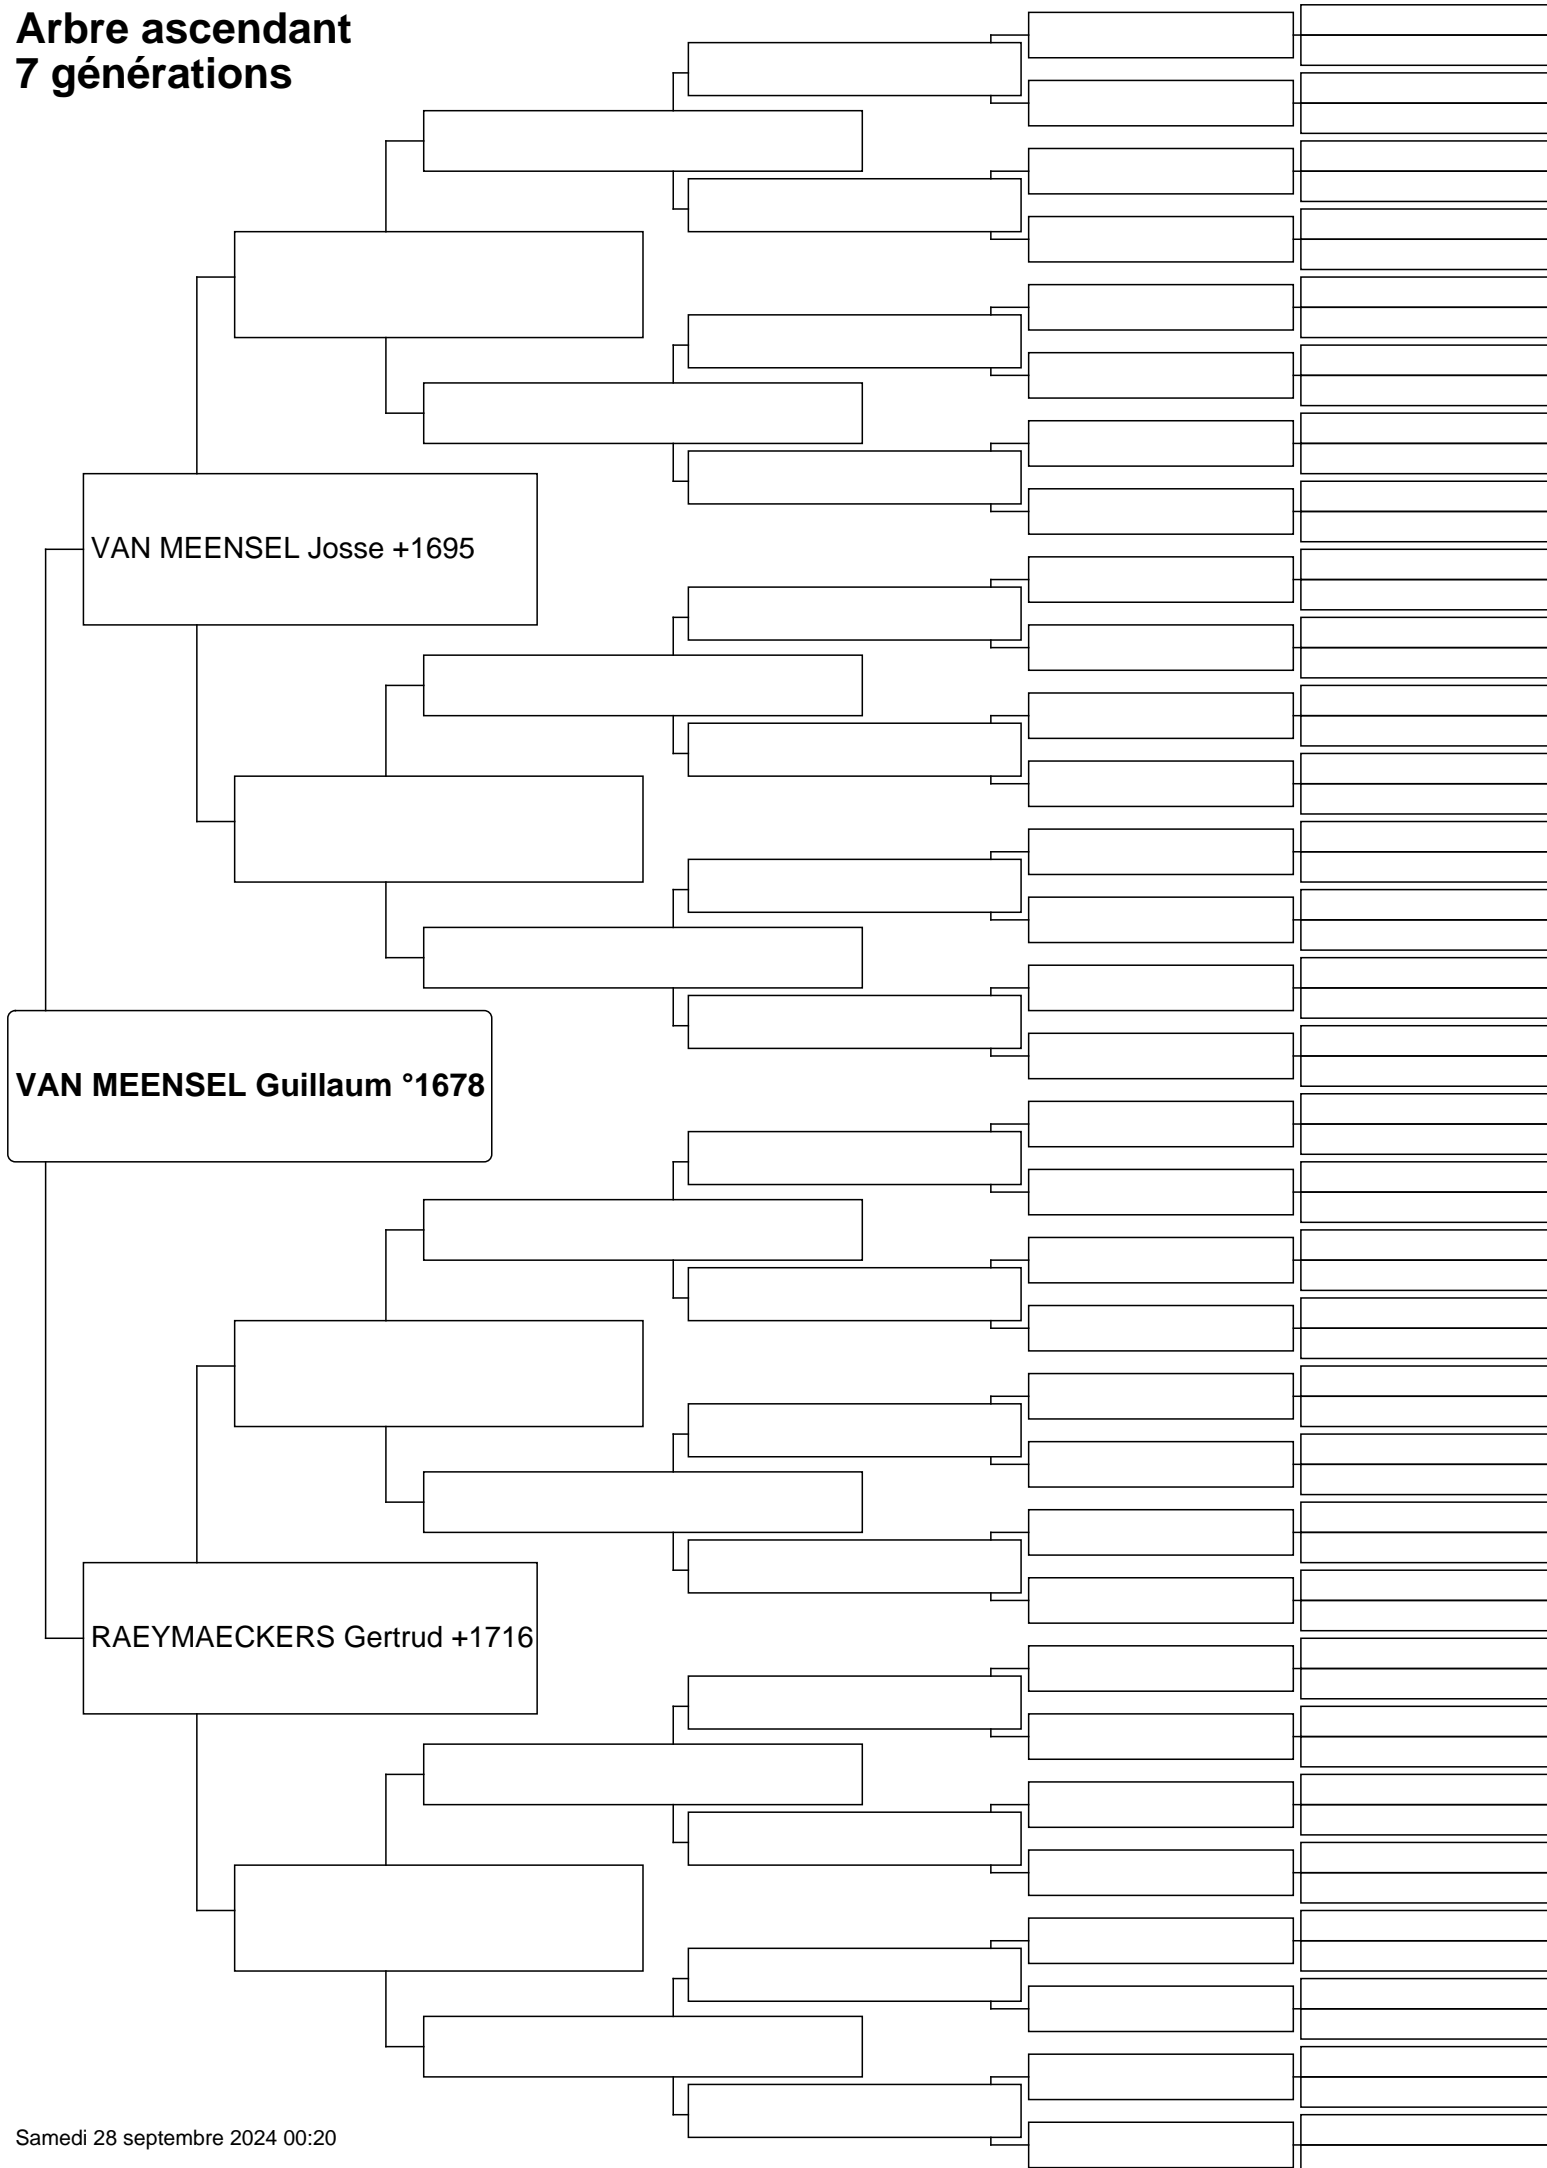 Arbre ascendant
7 générations
VAN MEENSEL Josse +1695
VAN MEENSEL Guillaum °1678
RAEYMAECKERS Gertrud +1716
Samedi 28 septembre 2024 00:20